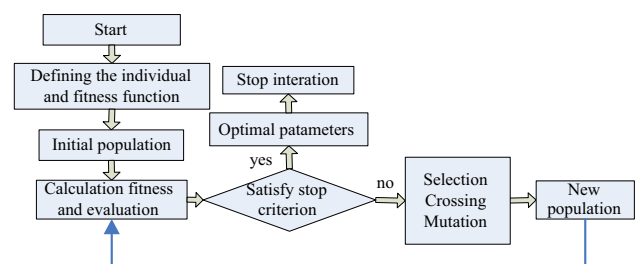 Start
Defining the individual
and fitness function
Initial population
Calculation fitness
and evaluation
Stop interation
Optimal patameters
yes
Satisfy stop
criterion
no
Selection
Crossing
Mutation
New
population